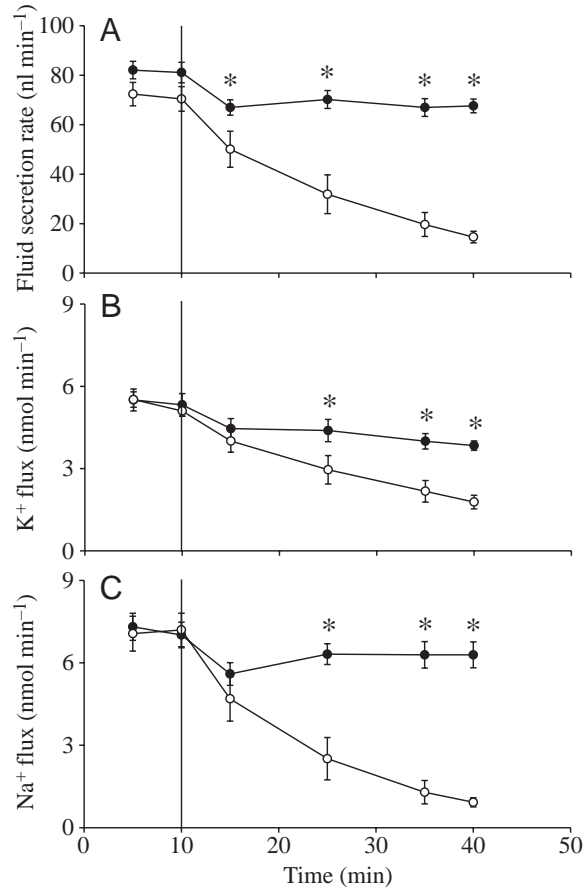 A
Fluid secretion rate (nl min⁻¹)
100
80
60
40
20
0
* * * *
B
K⁺ flux (nmol min⁻¹)
9
6
3
0
* * *
C
Na⁺ flux (nmol min⁻¹)
9
6
3
0
* * *
0 10 20 30 40 50
Time (min)